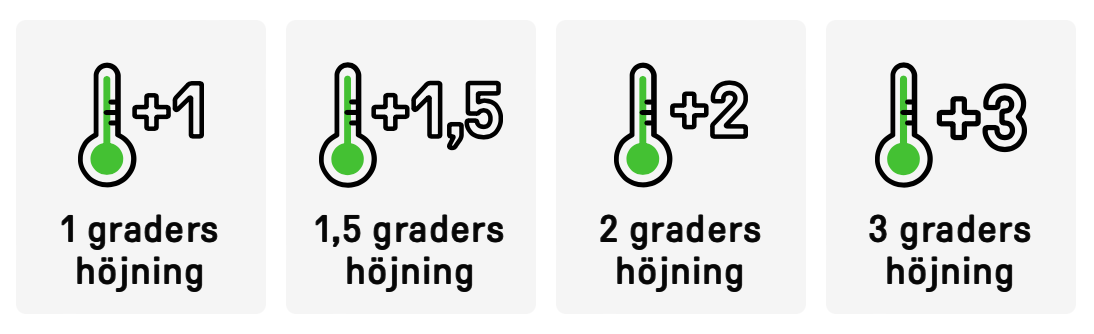 +1
1 graders
höjning
+1,5
1,5 graders
höjning
+2
2 graders
höjning
+3
3 graders
höjning